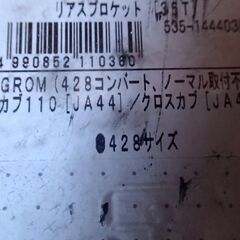 リアスプロケット [35T]
535-144403
4 990852 110360
GROM (428コンバート、ノーマル取付不
カブ110 [JA44] /クロスカブ [JA4
●428サイズ